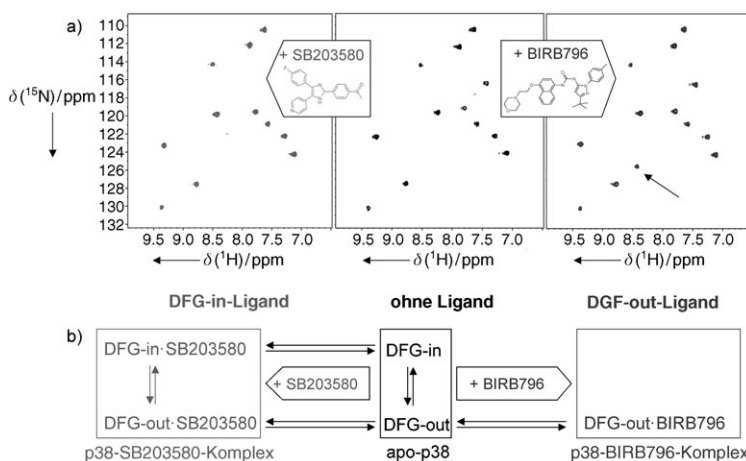 a)
110
112
114
116
118
120
122
124
126
128
130
132
δ(¹⁵N)/ppm
+ SB203580
F
+ BIRB796
9.5 9.0 8.5 8.0 7.5 7.0
9.5 9.0 8.5 8.0 7.5 7.0
9.5 9.0 8.5 8.0 7.5 7.0
δ(¹H)/ppm
δ(¹H)/ppm
δ(¹H)/ppm
DFG-in-Ligand
ohne Ligand
DGF-out-Ligand
b)
DFG-in·SB203580
DFG-in
+ SB203580
+ BIRB796
DFG-out·SB203580
DFG-out
DFG-out·BIRB796
p38-SB203580-Komplex
apo-p38
p38-BIRB796-Komplex